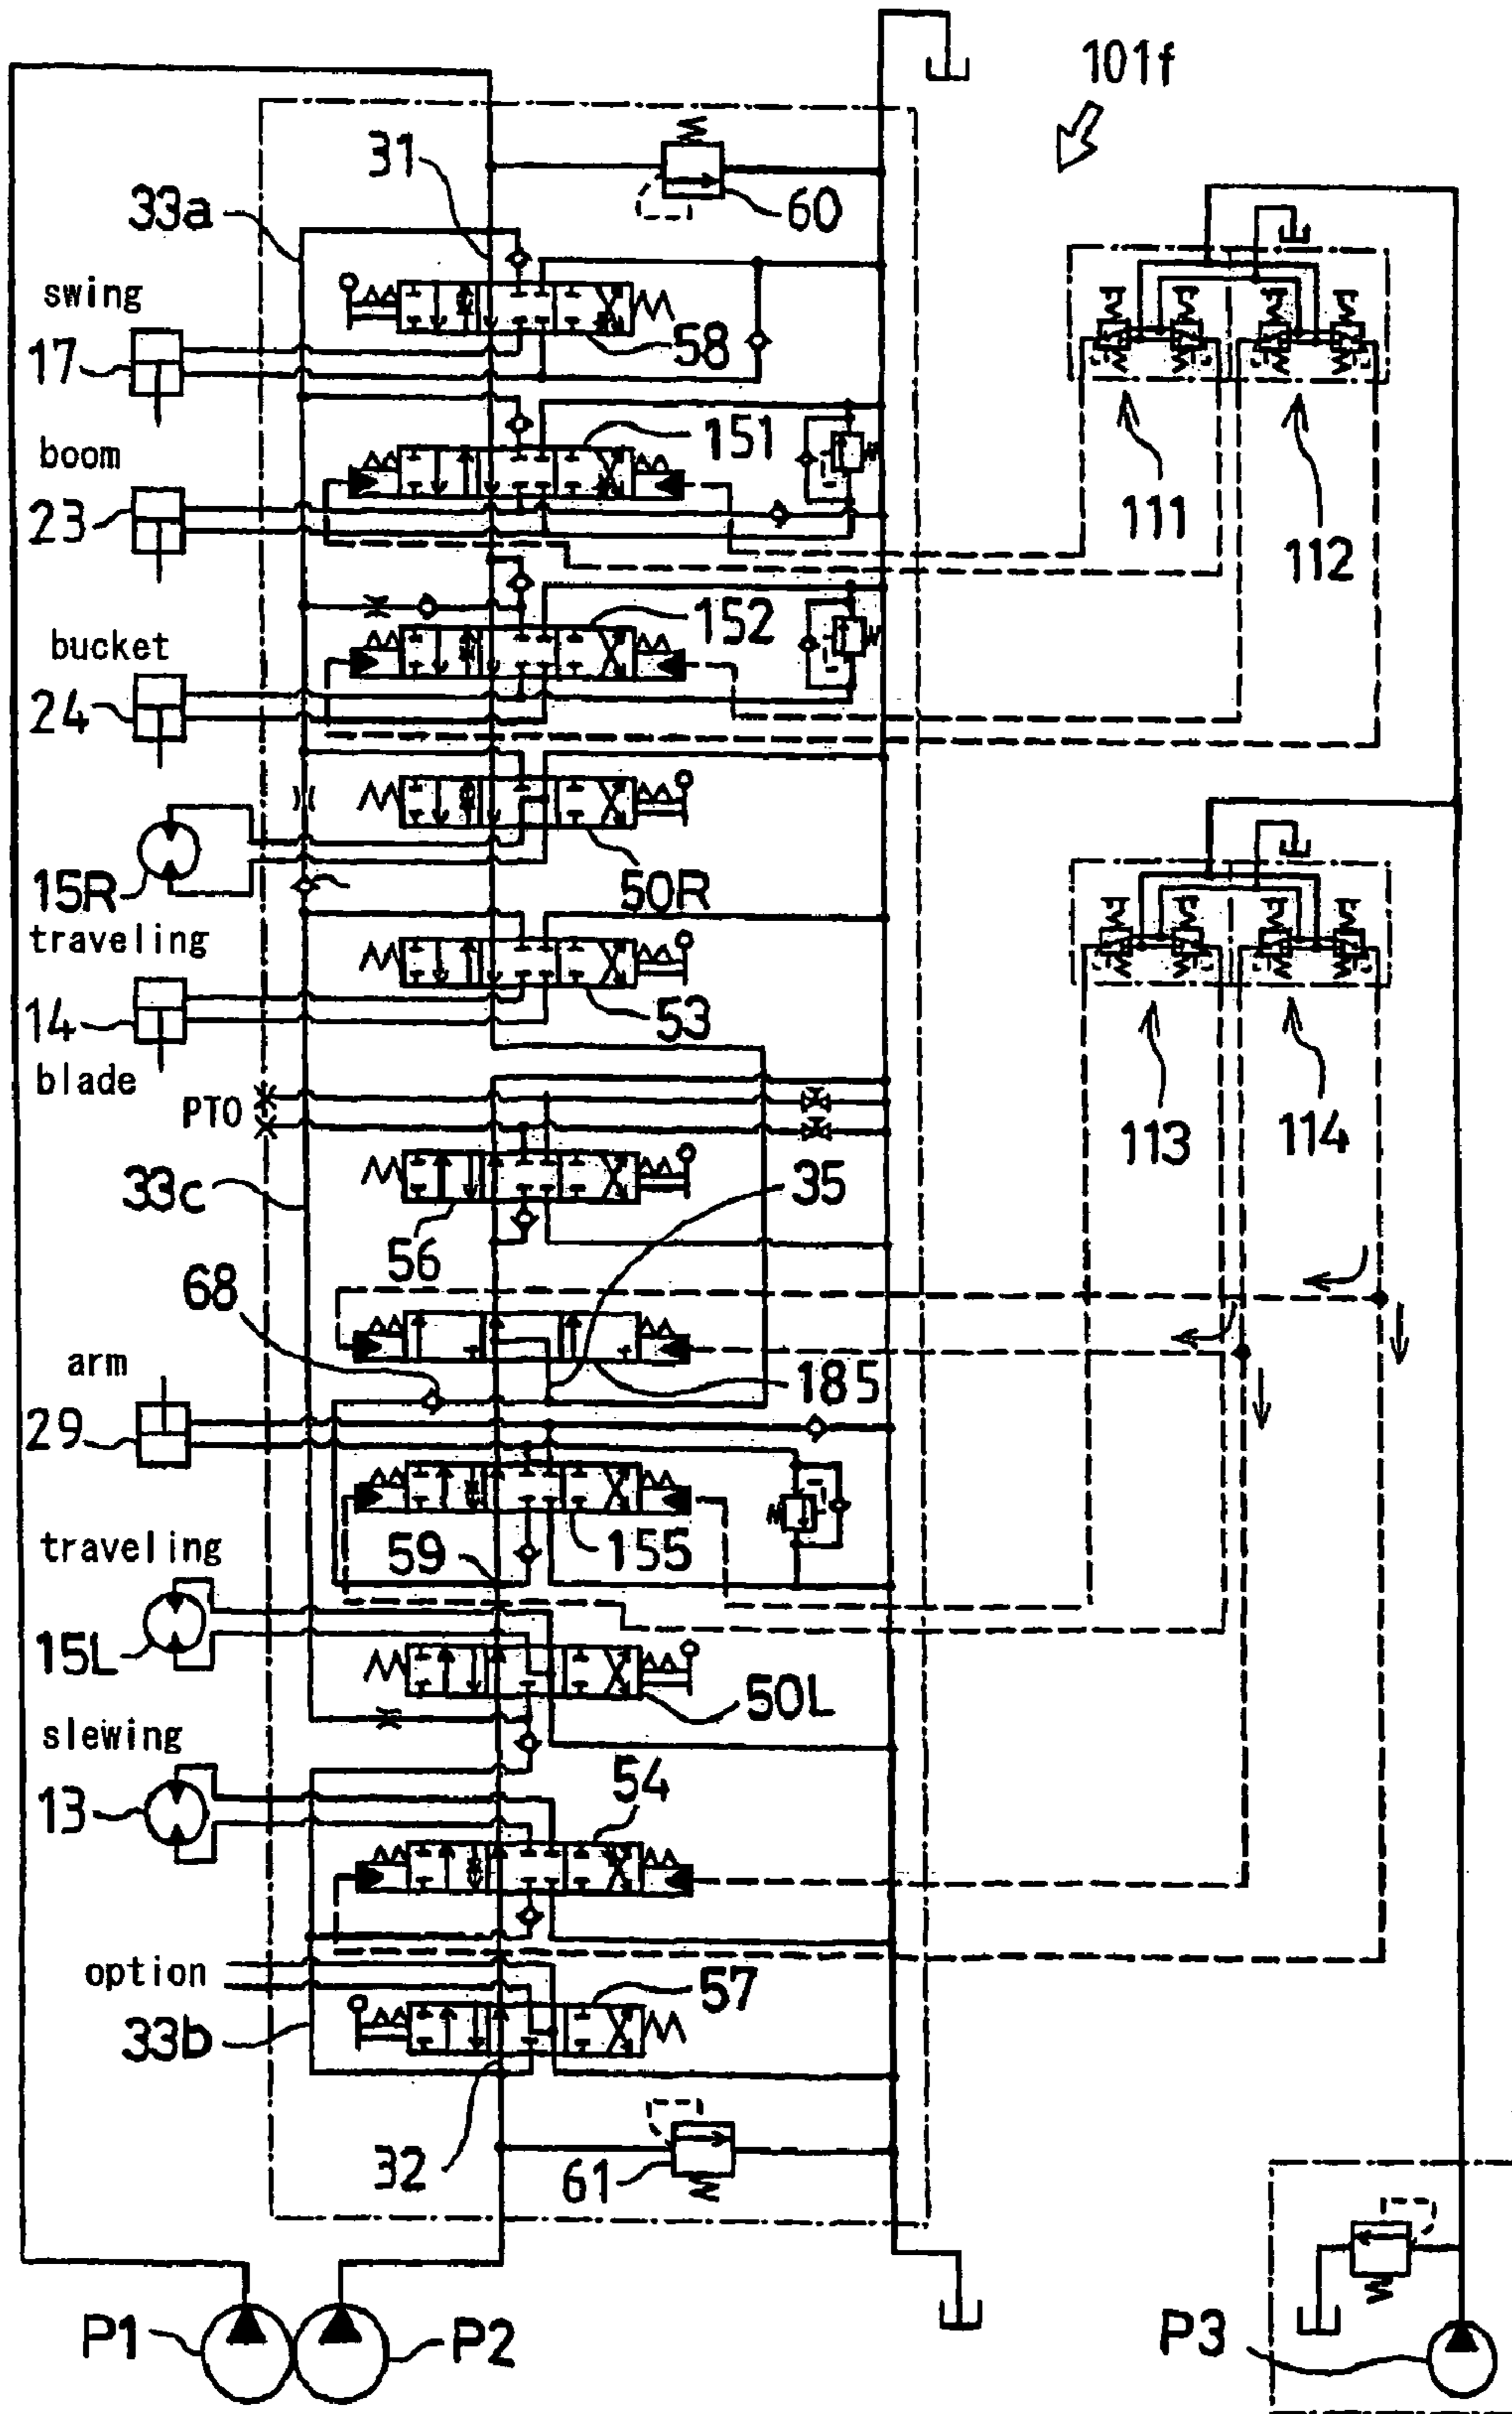 101f
31
33a
60
swing
17
58
boom
151
23
111
112
152
bucket
24
15R
50R
traveling
14
53
blade
PTO
113
114
35
33c
56
68
arm
185
29
155
59
traveling
15L
50L
slewing
54
13
option
57
33b
32
61
P1
P2
P3